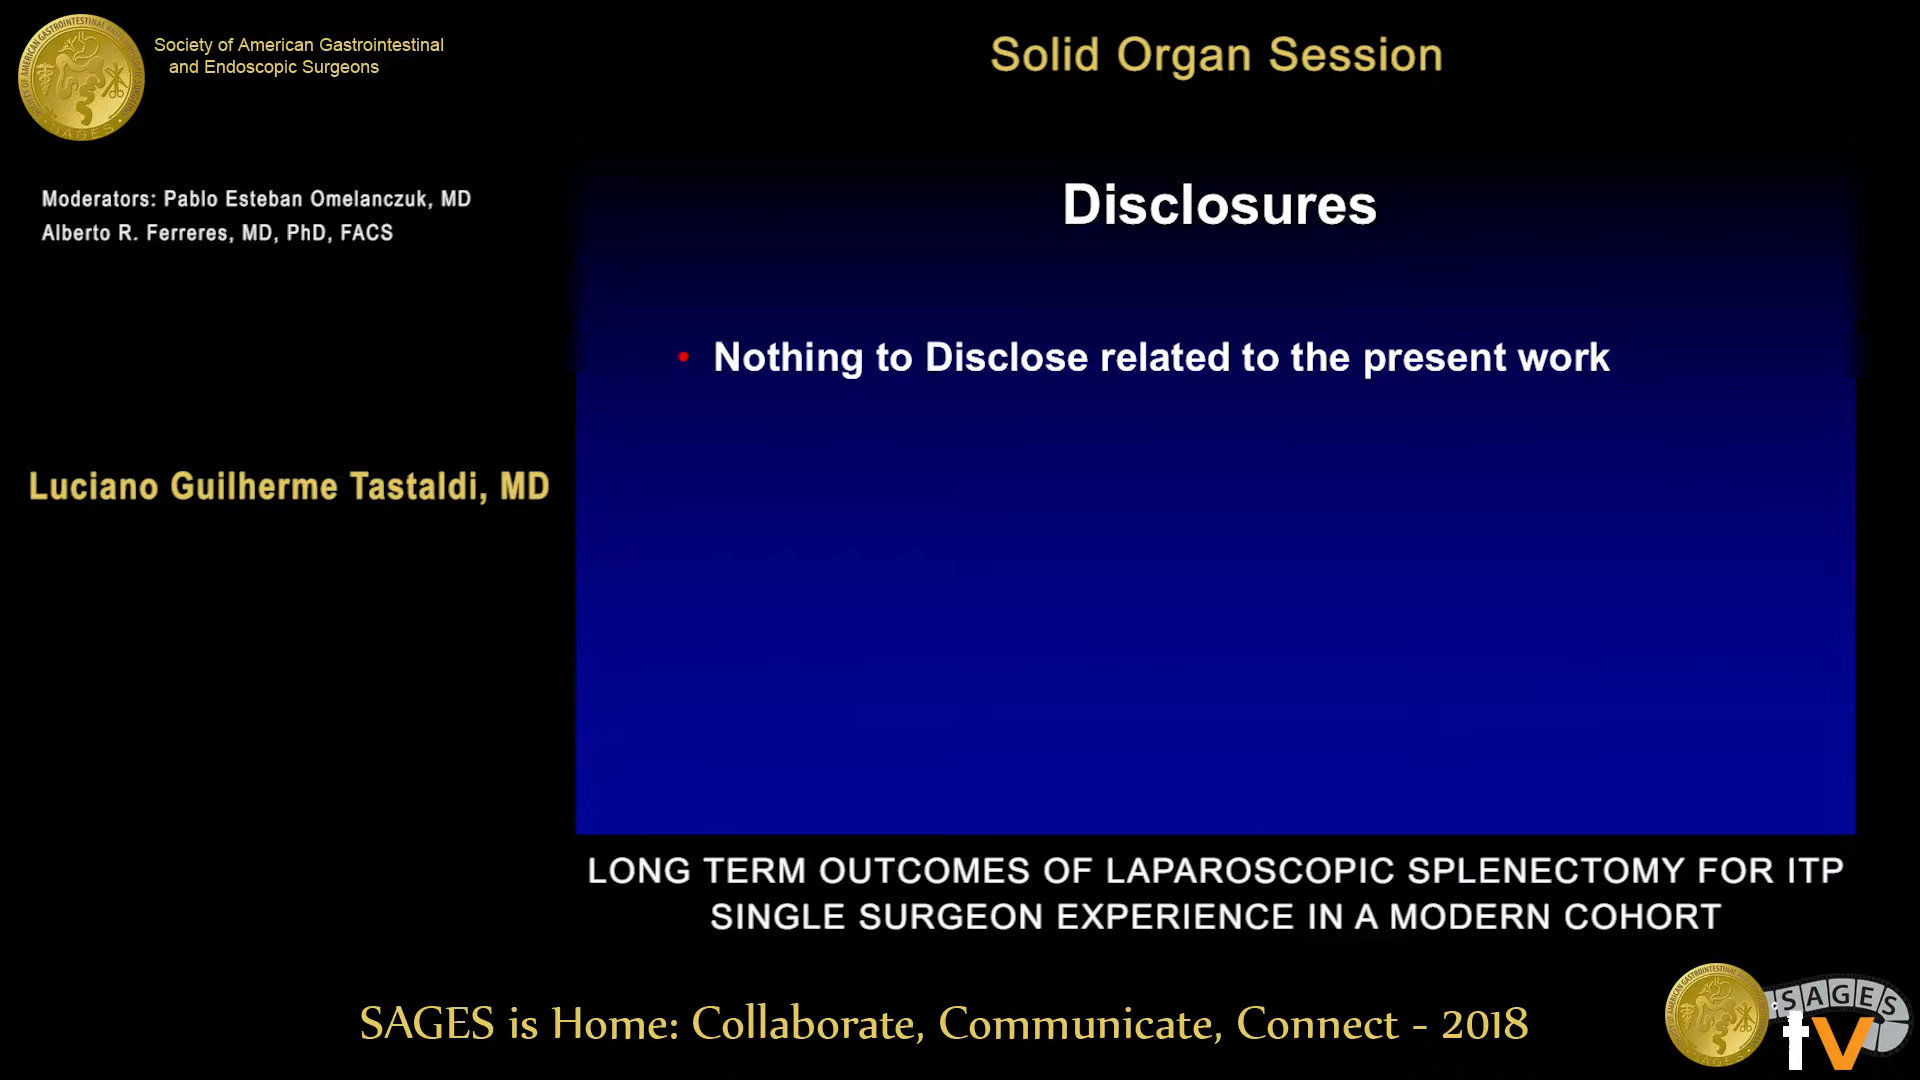 Society of American Gastrointestinal
and Endoscopic Surgeons
Solid Organ Session
Moderators: Pablo Esteban Omelanczuk, MD
Alberto R. Ferreres, MD, PhD, FACS
Disclosures
• Nothing to Disclose related to the present work
Luciano Guilherme Tastaldi, MD
LONG TERM OUTCOMES OF LAPAROSCOPIC SPLENECTOMY FOR ITP
SINGLE SURGEON EXPERIENCE IN A MODERN COHORT
SAGES is Home: Collaborate, Communicate, Connect - 2018
SAGES
tv
SAGES